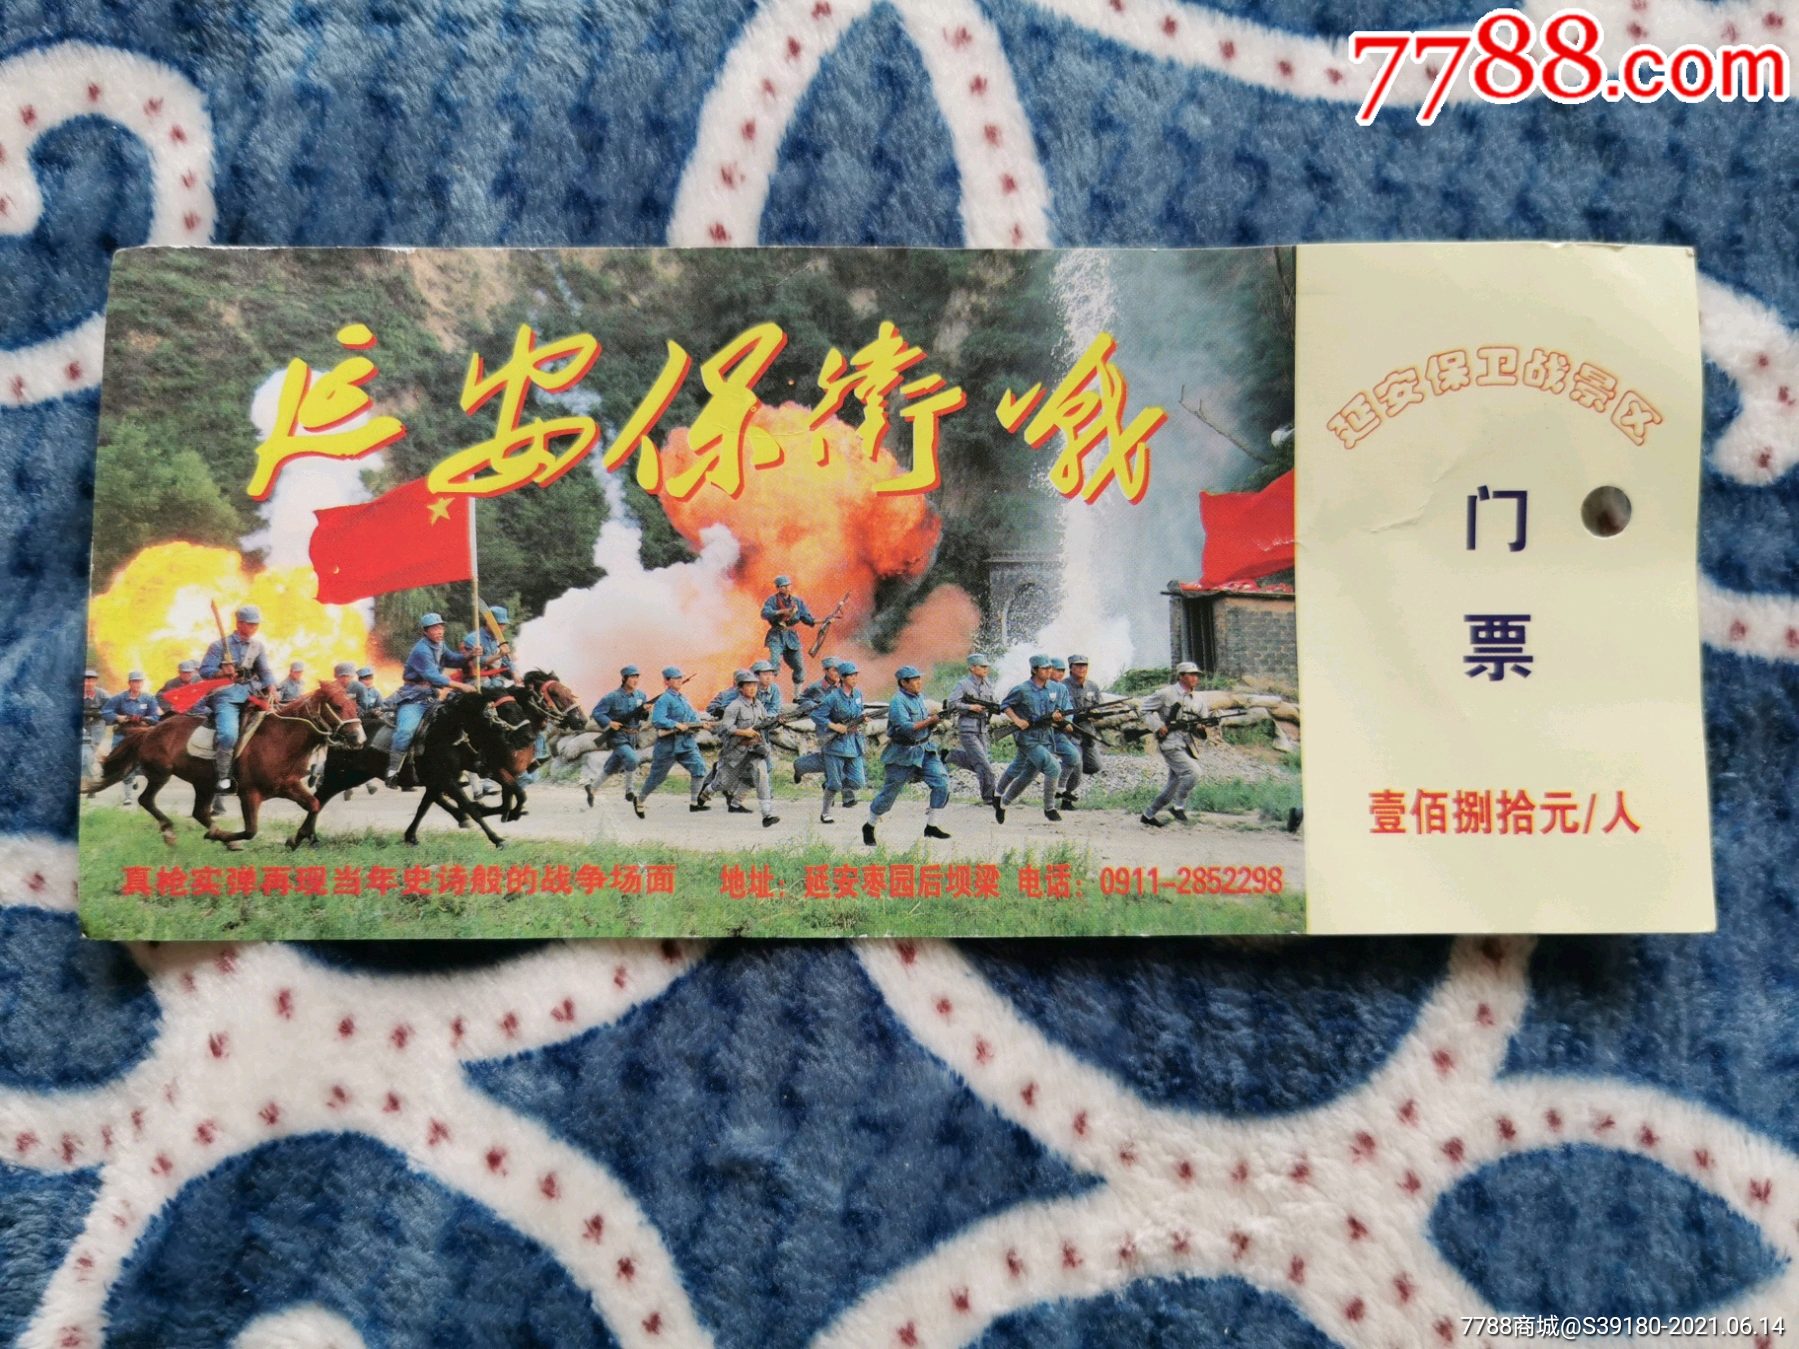 7788.com
延安保衛戰
延安保卫战景区
门
票
壹佰捌拾元/人
真枪实弹再现当年史诗般的战争场面 地址：延安枣园后坝梁 电话：0911-2852298
7788商城@S39180-2021.06.14